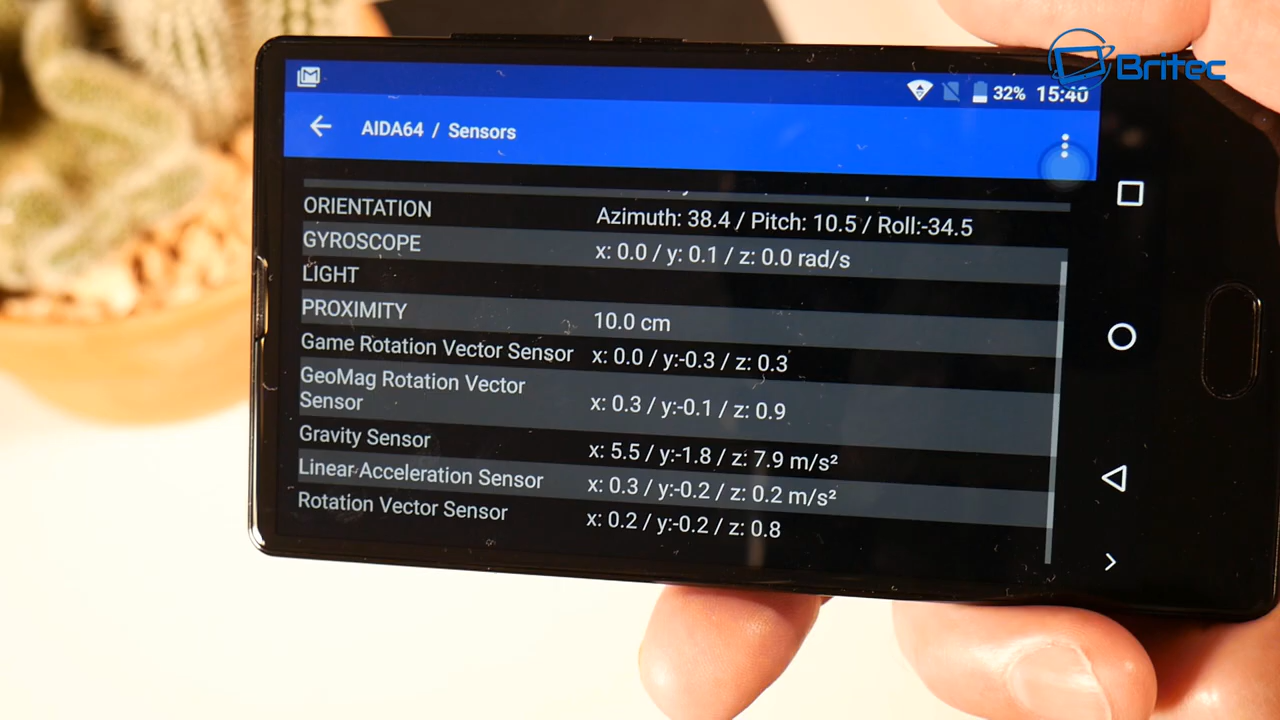 Britec
32% 15:40
AIDA64 / Sensors
ORIENTATION Azimuth: 38.4 / Pitch: 10.5 / Roll:-34.5
GYROSCOPE x: 0.0 / y: 0.1 / z: 0.0 rad/s
LIGHT
PROXIMITY 10.0 cm
Game Rotation Vector Sensor x: 0.0 / y:-0.3 / z: 0.3
GeoMag Rotation Vector
Sensor x: 0.3 / y:-0.1 / z: 0.9
Gravity Sensor x: 5.5 / y:-1.8 / z: 7.9 m/s²
Linear Acceleration Sensor x: 0.3 / y:-0.2 / z: 0.2 m/s²
Rotation Vector Sensor x: 0.2 / y:-0.2 / z: 0.8